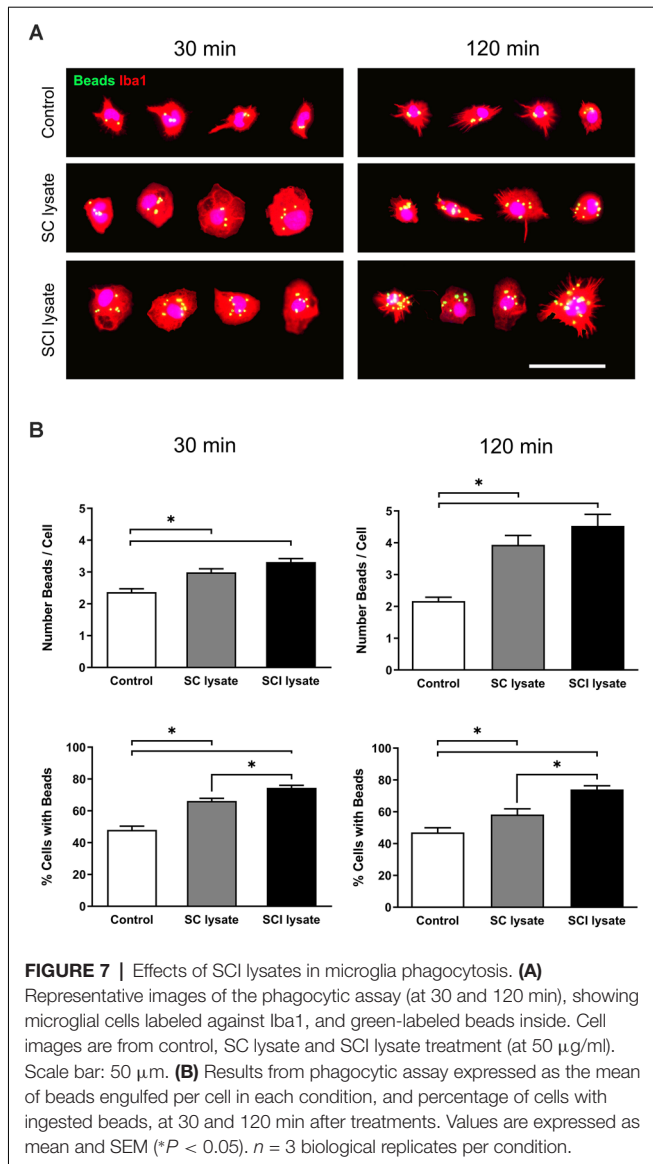 A
30 min
120 min
Beads Iba1
Control
SC lysate
SCI lysate
B
30 min
120 min
Number Beads / Cell
5
4
3
2
1
0
*
Control
SC lysate
SCI lysate
Number Beads / Cell
5
4
3
2
1
0
*
Control
SC lysate
SCI lysate
% Cells with Beads
100
80
60
40
20
0
*
*
Control
SC lysate
SCI lysate
% Cells with Beads
100
80
60
40
20
0
*
*
Control
SC lysate
SCI lysate
FIGURE 7 | Effects of SCI lysates in microglia phagocytosis. (A)
Representative images of the phagocytic assay (at 30 and 120 min), showing
microglial cells labeled against Iba1, and green-labeled beads inside. Cell
images are from control, SC lysate and SCI lysate treatment (at 50 μg/ml).
Scale bar: 50 μm. (B) Results from phagocytic assay expressed as the mean
of beads engulfed per cell in each condition, and percentage of cells with
ingested beads, at 30 and 120 min after treatments. Values are expressed as
mean and SEM (*P < 0.05). n = 3 biological replicates per condition.